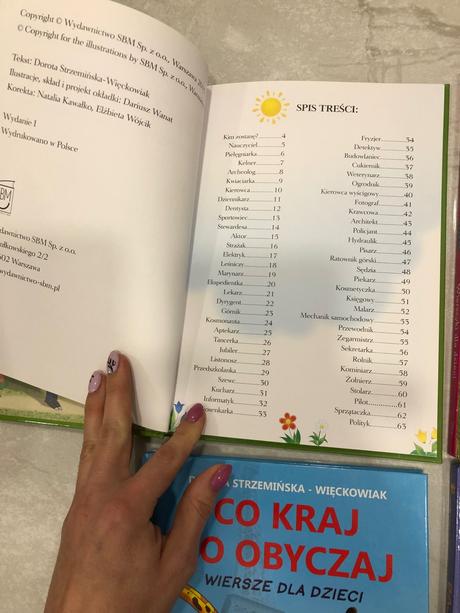 Copyright © Wydawnictwo SBM Sp. z o.o., Warszawa
© Copyright for the illustrations by SBM Sp. z o.o., Warszawa
Tekst: Dorota Strzemińska-Więckowiak
Ilustracje, skład i projekt okładki: Dariusz Wanat
Korekta: Natalia Kawałko, Elżbieta Wójcik
Wydanie I
Wydrukowano w Polsce
SBM
SBM Sp. z o.o.
2/2
Warszawa
SPIS TREŚCI:
Kim zostanę?..........4
Nauczyciel..........5
Pielęgniarka..........6
Kelner..........7
Archeolog..........8
Kwiaciarka..........9
Kierowca..........10
Dziennikarz..........11
Dentysta..........12
Sportowiec..........13
Stewardesa..........14
Aktor..........15
Strażak..........16
Elektryk..........17
Leśniczy..........18
Marynarz..........19
Ekspedientka..........20
Lekarz..........21
Dyrygent..........22
Górnik..........23
Kosmonauta..........24
Aptekarz..........25
Tancerka..........26
Jubiler..........27
Listonosz..........28
Przedszkolanka..........29
Szewc..........30
Kucharz..........31
Informatyk..........32
33
Fryzjer..........34
Detektyw..........35
Budowlaniec..........36
Cukiernik..........37
Weterynarz..........38
Ogrodnik..........39
Kierowca wyścigowy..........40
Fotograf..........41
Krawcowa..........42
Architekt..........43
Policjant..........44
Hydraulik..........45
Pisarz..........46
Ratownik górski..........47
Sędzia..........48
Piekarz..........49
Kosmetyczka..........50
Księgowy..........51
Malarz..........52
Mechanik samochodowy..........53
Przewodnik..........54
Zegarmistrz..........55
Sekretarka..........56
Rolnik..........57
Kominiarz..........58
Żołnierz..........59
Stolarz..........60
Pilot..........61
Sprzątaczka..........62
Polityk..........63
STRZEMIŃSKA - WIĘCKOWIAK
CO KRAJ
O OBYCZAJ
WIERSZE DLA DZIECI